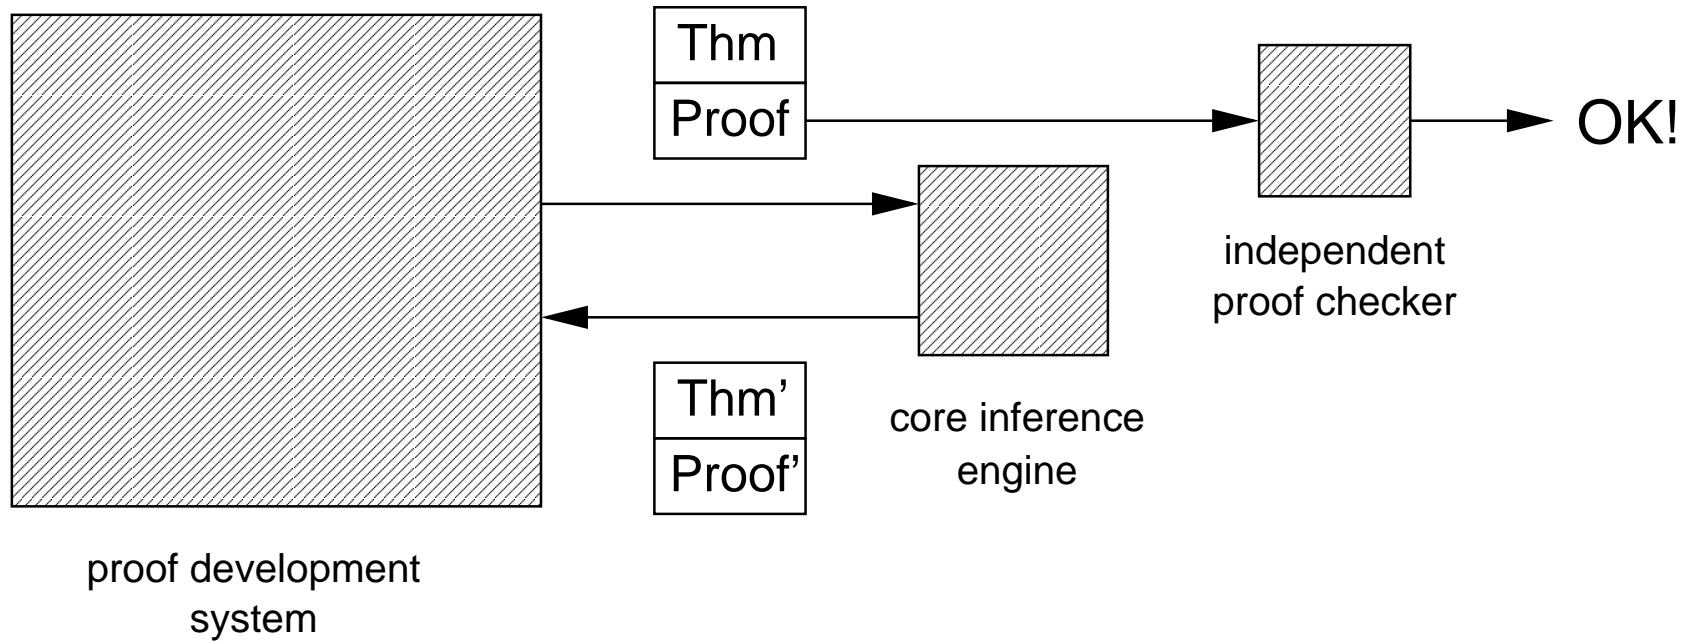 Thm
Proof
OK!
independent
proof checker
Thm’
Proof’
core inference
engine
proof development
system